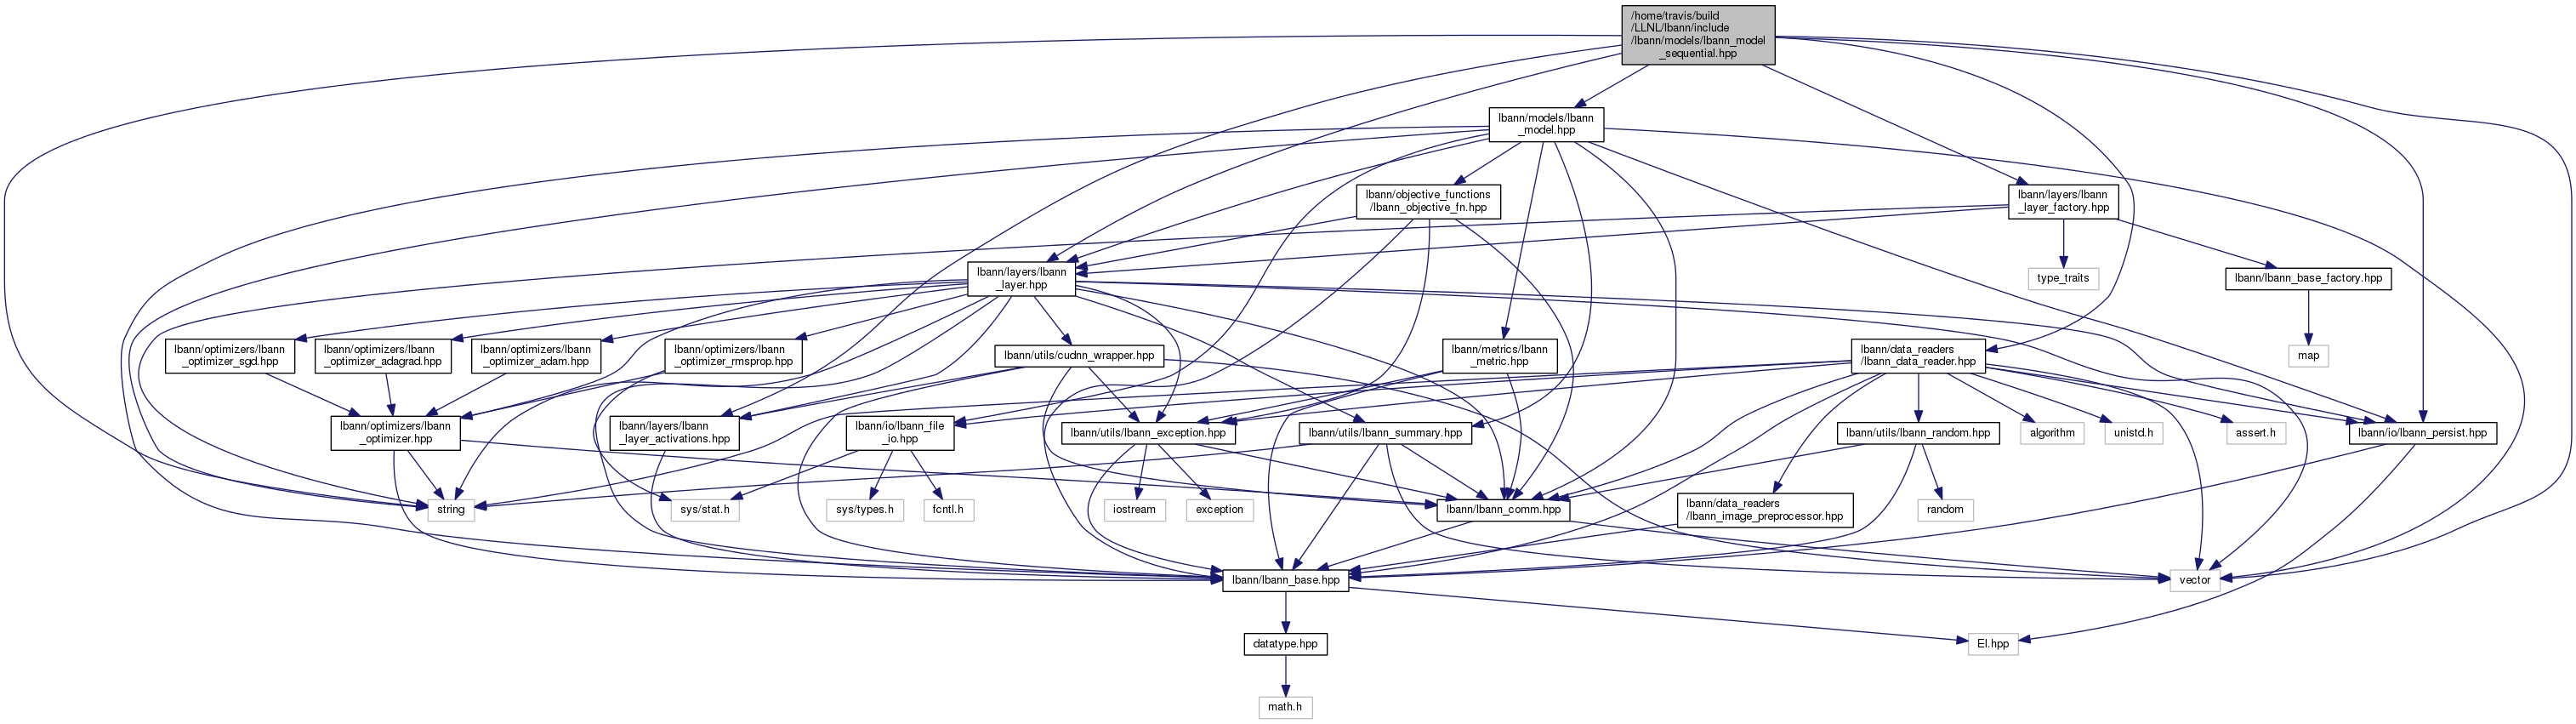 /home/travis/build
/LLNL/lbann/include
/lbann/models/lbann_model
_sequential.hpp
lbann/models/lbann
_model.hpp
lbann/objective_functions
/lbann_objective_fn.hpp
lbann/layers/lbann
_layer_factory.hpp
lbann/layers/lbann
_layer.hpp
type_traits
lbann/lbann_base_factory.hpp
lbann/optimizers/lbann
_optimizer_sgd.hpp
lbann/optimizers/lbann
_optimizer_adagrad.hpp
lbann/optimizers/lbann
_optimizer_adam.hpp
lbann/optimizers/lbann
_optimizer_rmsprop.hpp
lbann/utils/cudnn_wrapper.hpp
lbann/metrics/lbann
_metric.hpp
lbann/data_readers
/lbann_data_reader.hpp
map
lbann/optimizers/lbann
_optimizer.hpp
lbann/layers/lbann
_layer_activations.hpp
lbann/io/lbann_file
_io.hpp
lbann/utils/lbann_exception.hpp
lbann/utils/lbann_summary.hpp
lbann/utils/lbann_random.hpp
algorithm
unistd.h
assert.h
lbann/io/lbann_persist.hpp
string
sys/stat.h
sys/types.h
fcntl.h
iostream
exception
lbann/lbann_comm.hpp
lbann/data_readers
/lbann_image_preprocessor.hpp
random
lbann/lbann_base.hpp
vector
datatype.hpp
El.hpp
math.h